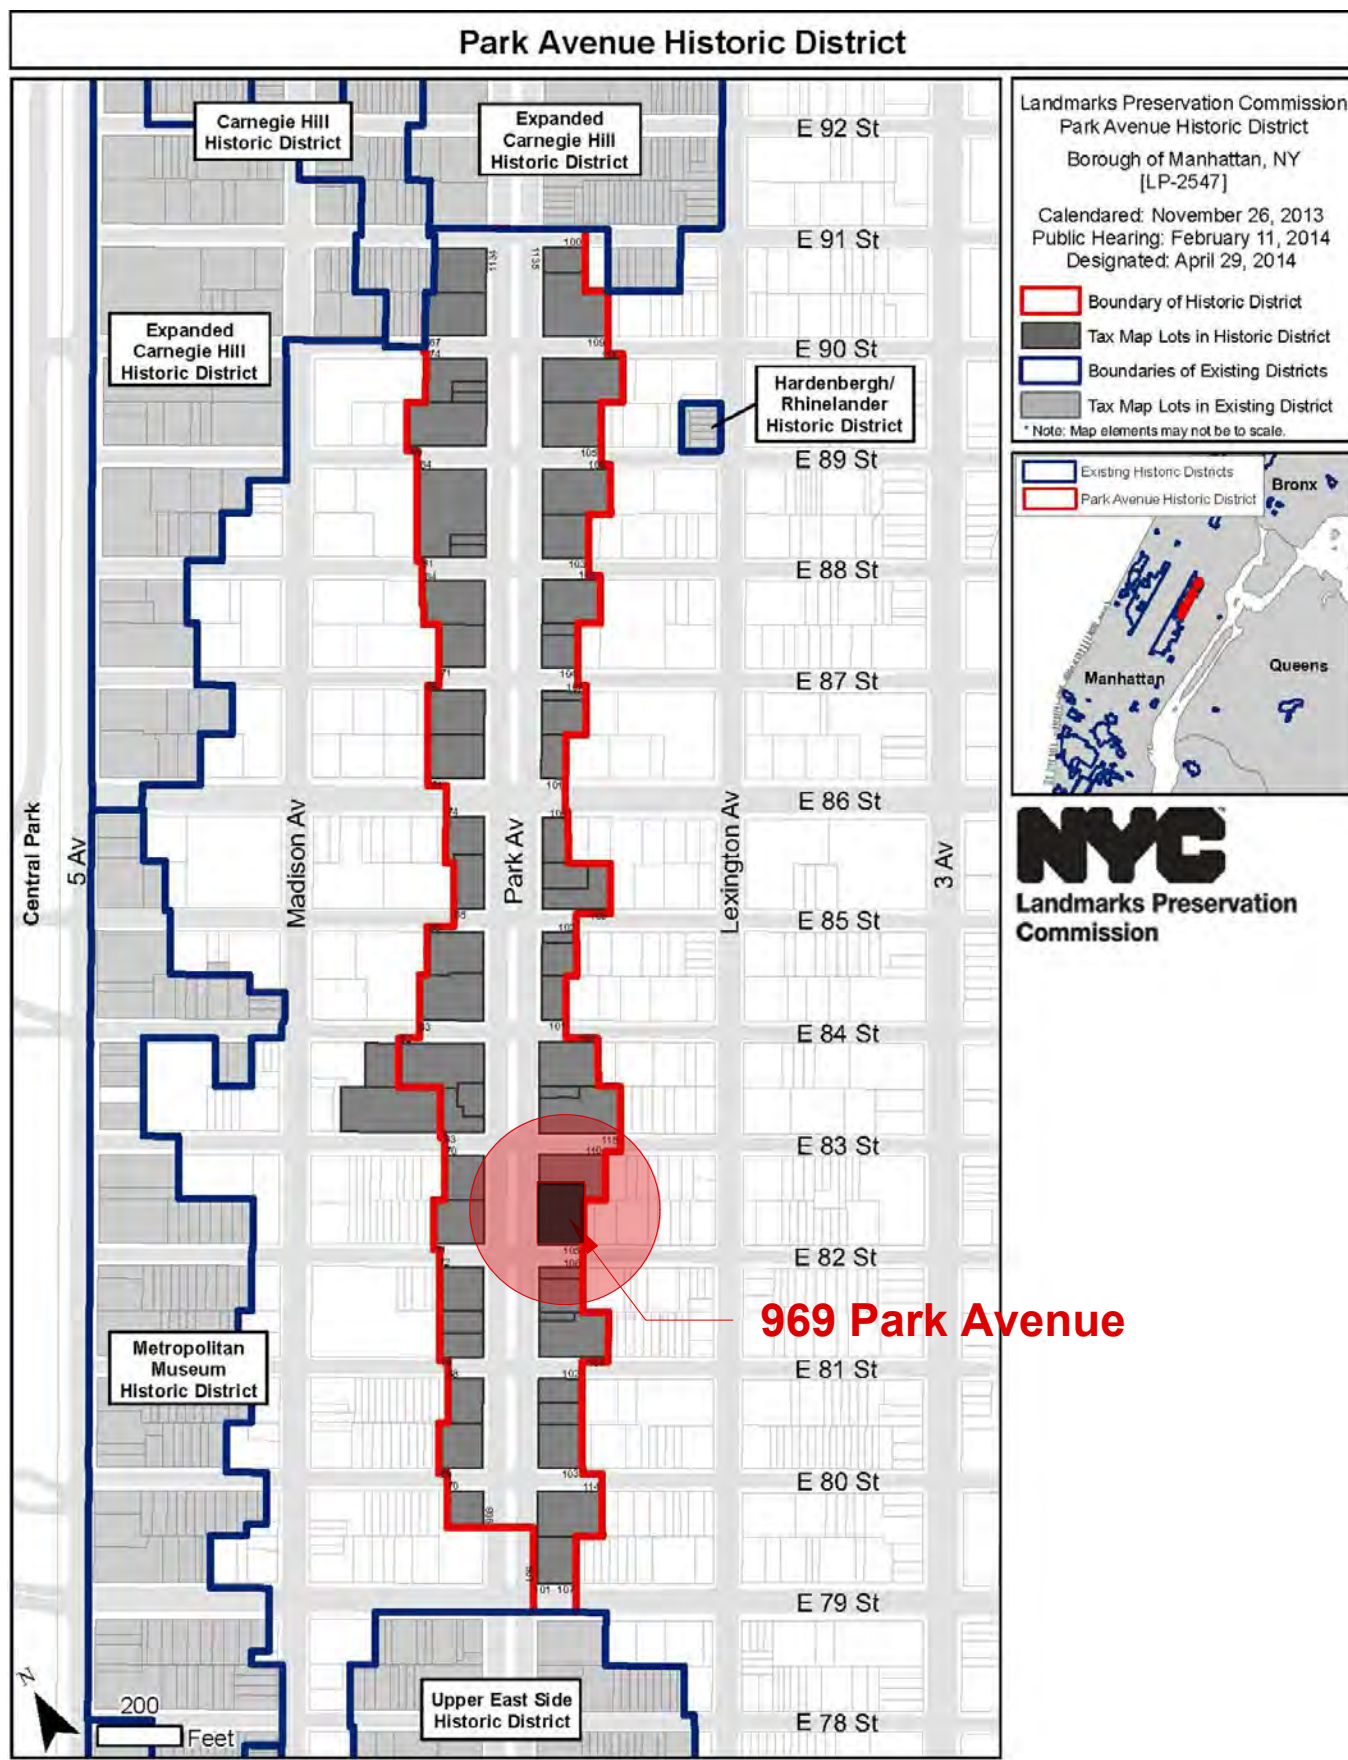 Park Avenue Historic District
Carnegie Hill
Historic District
Expanded
Carnegie Hill
Historic District
E 92 St
E 91 St
1134
1135
100
Expanded
Carnegie Hill
Historic District
E 90 St
109
Hardenbergh/
Rhinelander
Historic District
E 89 St
E 88 St
E 87 St
E 86 St
Central Park
5 Av
Madison Av
Park Av
Lexington Av
3 Av
E 85 St
E 84 St
E 83 St
E 82 St
969 Park Avenue
Metropolitan
Museum
Historic District
E 81 St
102
E 80 St
103
114
E 79 St
Upper East Side
Historic District
E 78 St
N
200
Feet
Landmarks Preservation Commission
Park Avenue Historic District
Borough of Manhattan, NY
[LP-2547]
Calendared: November 26, 2013
Public Hearing: February 11, 2014
Designated: April 29, 2014
Boundary of Historic District
Tax Map Lots in Historic District
Boundaries of Existing Districts
Tax Map Lots in Existing District
* Note: Map elements may not be to scale.
Existing Historic Districts
Park Avenue Historic District
Bronx
Manhattan
Queens
NYC
Landmarks Preservation
Commission